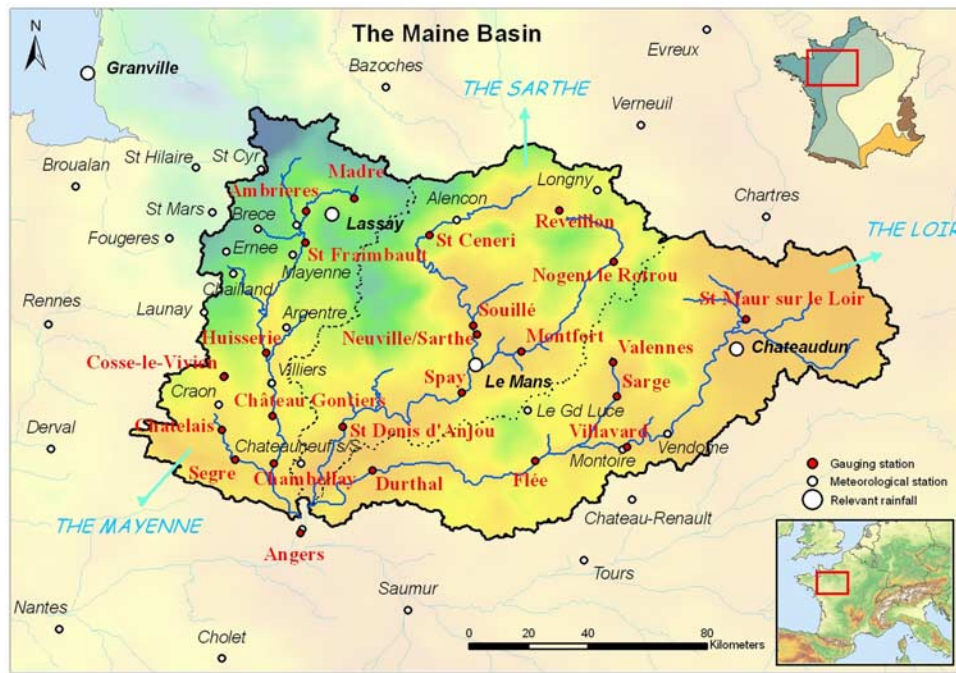 The Maine Basin
N
Granville
Bazoches
Evreux
THE SARTHE
Verneuil
Broualan
St Hilaire
St Cyr
Madre
Longny
Chartres
Ambrieres
Alencon
St Mars
Brece
Lassay
Reveillon
Fougeres
St Ceneri
THE LOIR
Ernee
St Fraimbault
Mayenne
Nogent le Rotrou
Chailland
St Maur sur le Loir
Rennes
Launay
Argentre
Souillé
Huisserie
Neuville/Sarthe
Montfort
Valennes
Chateaudun
Cosse-le-Vivien
Villiers
Spay
Le Mans
Sarge
Craon
Château Gontiers
Le Gd Luce
Chatelais
St Denis d'Anjou
Villavard
Vendome
Derval
Chateauneuf/S
Montoire
Segre
Chambellay
Durthal
Flée
Gauging station
Meteorological station
Relevant rainfall
THE MAYENNE
Chateau-Renault
Angers
Tours
Saumur
Nantes
Cholet
0
20
40
80
Kilometers